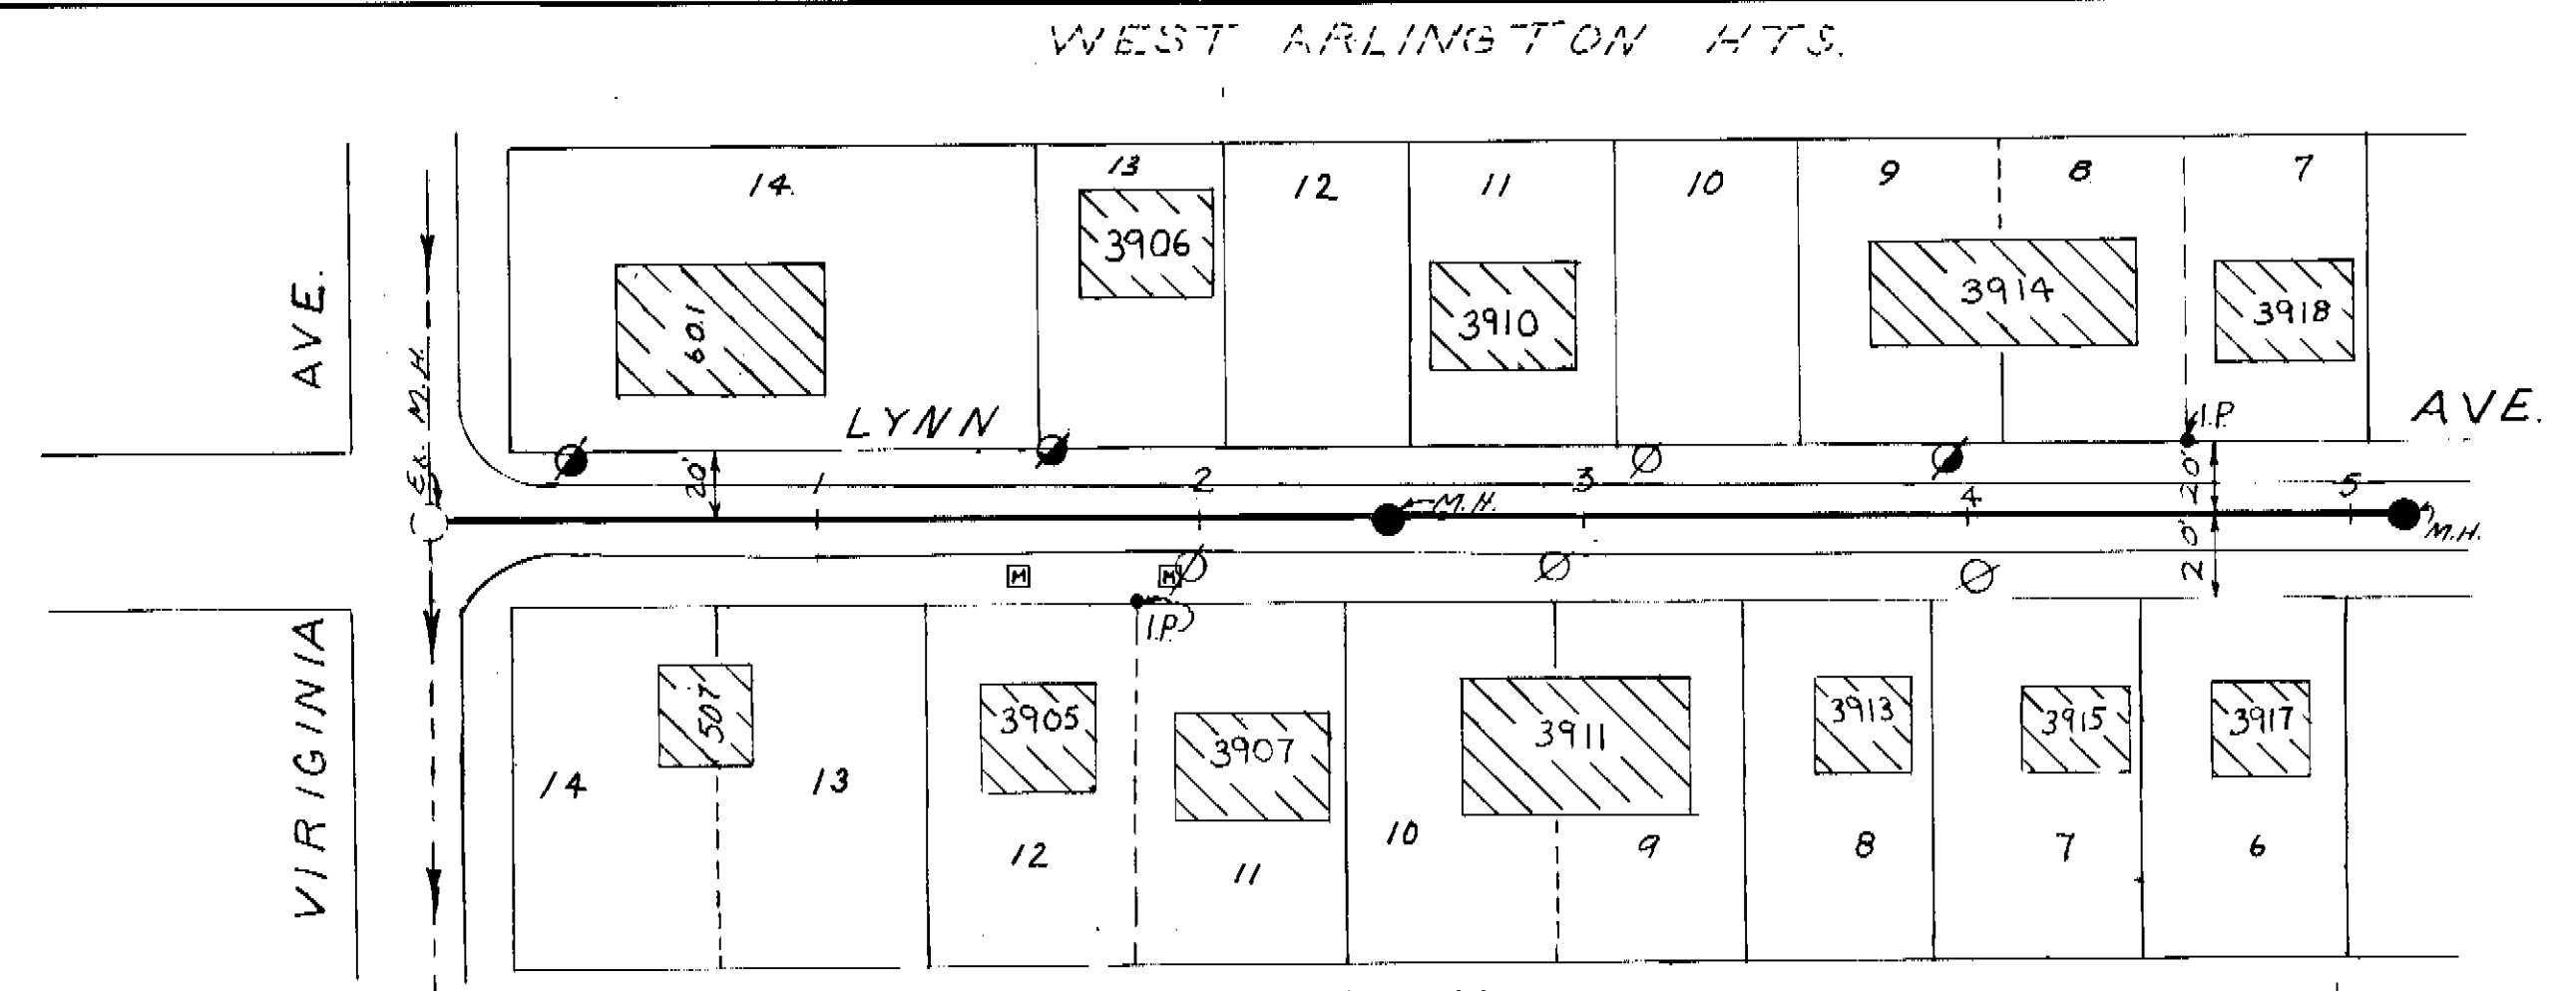 WEST ARLINGTON HTS.
14. 13 12 11 10 9 8 7
3906
601 3910 3914 3918
AVE.
Ex. M.H.
LYNN AVE.
I.P.
20' 20'
1 2 3 4 5
M.H. M.H.
20'
M M
I.P.
VIRIGINIA
507 3905 3907 3911 3913 3915 3917
14 13 12 11 10 9 8 7 6